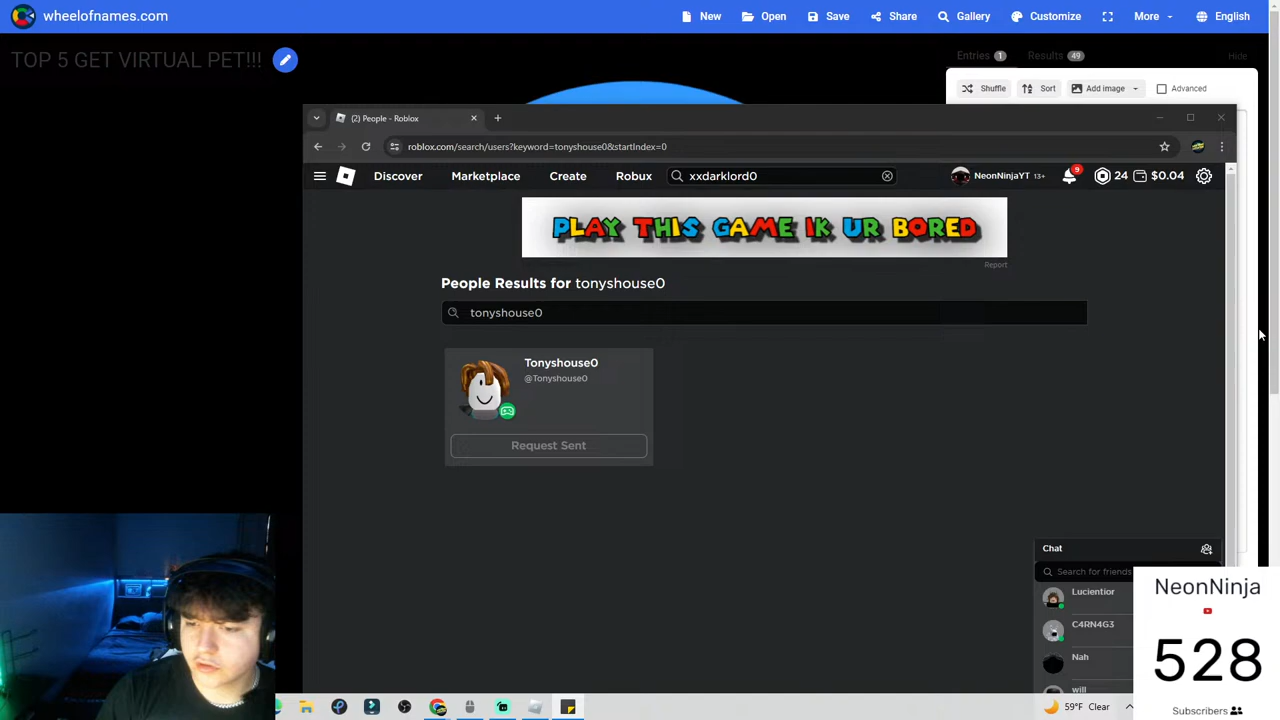 wheelofnames.com
New
Open
Save
Share
Gallery
Customize
More
English
TOP 5 GET VIRTUAL PET!!!
Entries 1
Results 49
Hide
Shuffle
Sort
Add image
Advanced
(2) People - Roblox
roblox.com/search/users?keyword=tonyshouse0&startIndex=0
Discover
Marketplace
Create
Robux
xxdarklord0
NeonNinjaYT 13+
9
24
$0.04
PLAY THIS GAME IK UR BORED
Report
People Results for tonyshouse0
tonyshouse0
Tonyshouse0
@Tonyshouse0
Request Sent
Chat
Search for friends
Lucientior
C4RN4G3
Nah
will
NeonNinja
528
Subscribers
59°F Clear